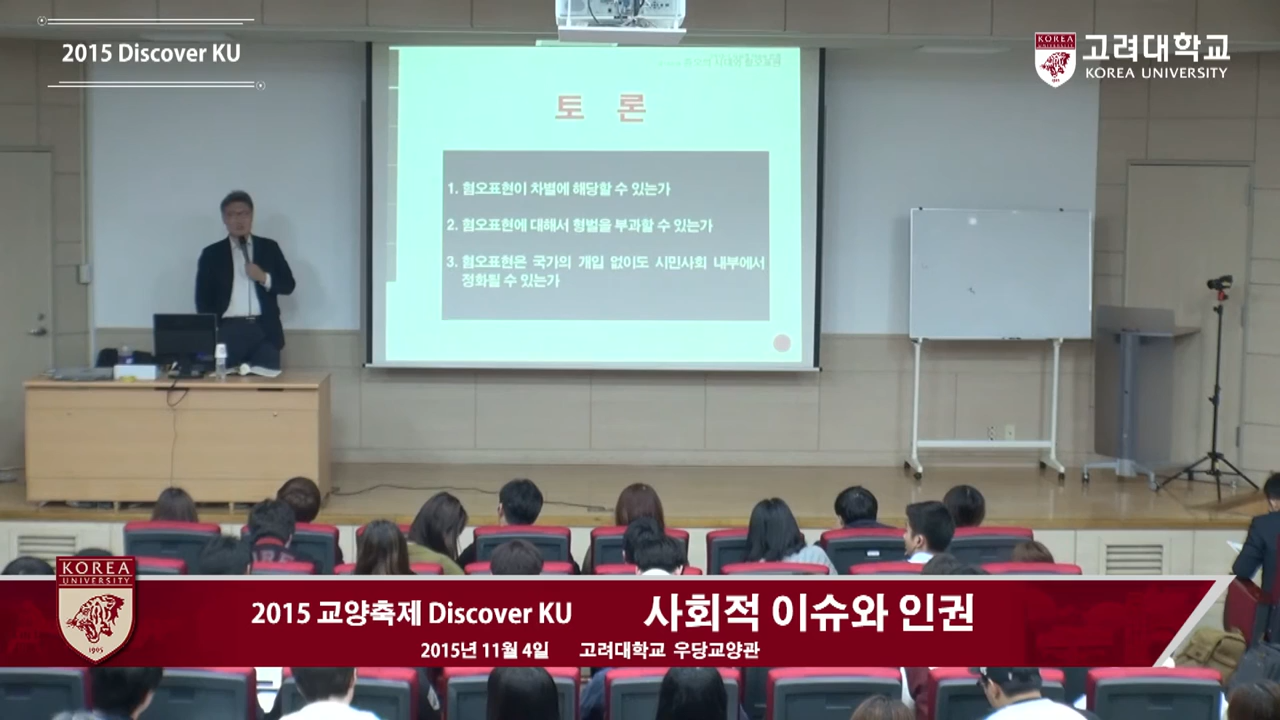 2015 Discover KU
KOREA
고려대학교
KOREA UNIVERSITY
토 론
1. 혐오표현이 차별에 해당할 수 있는가
2. 혐오표현에 대해서 형벌을 부과할 수 있는가
3. 혐오표현은 국가의 개입 없이도 시민사회 내부에서
정화될 수 있는가
KOREA
UNIVERSITY
1905
2015 교양축제 Discover KU
사회적 이슈와 인권
2015년 11월 4일
고려대학교 우당교양관